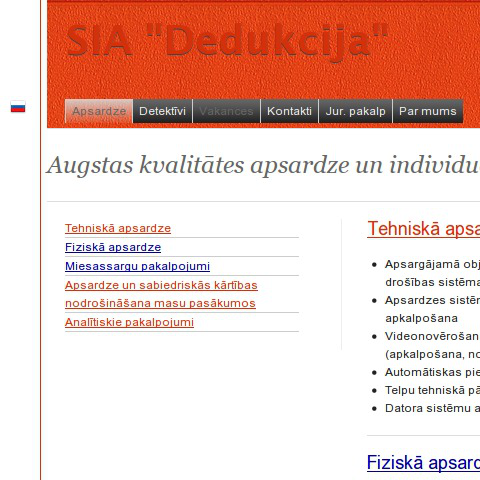 SIA "Dedukcija"
Apsardze Detektīvi Vakances Kontakti Jur. pakalp Par mums
Augstas kvalitātes apsardze un individu
Tehniskā apsardze
Fiziskā apsardze
Miesassargu pakalpojumi
Apsardze un sabiedriskās kārtības
nodrošināšana masu pasākumos
Analītiskie pakalpojumi
Tehniskā apsa
Apsargājamā obj
drošības sistēma
Apsardzes sistēr
apkalpošana
Videonovērošan
(apkalpošana, no
Automātiskas pie
Telpu tehniskā pā
Datora sistēmu a
Fiziskā apsard